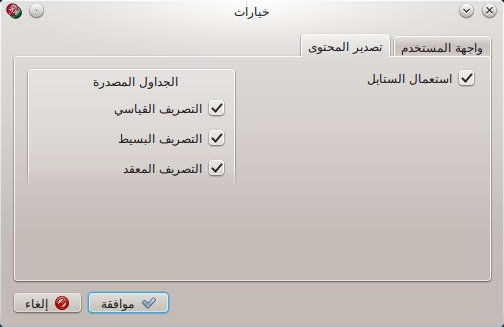 خيارات
واجهة المستخدم
تصدير المحتوى
استعمال الستايل
الجداول المصدرة
التصريف القياسي
التصريف البسيط
التصريف المعقد
موافقة
إلغاء